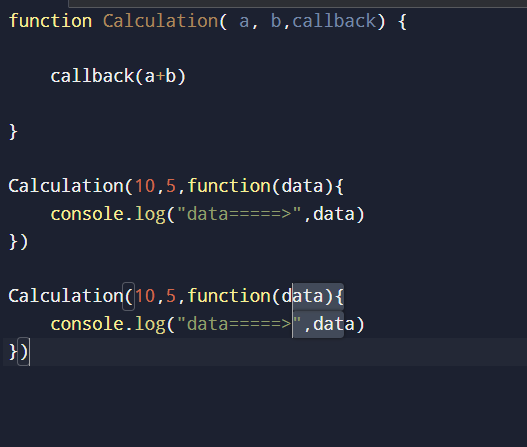 function Calculation( a, b,callback) {
callback(a+b)
}
Calculation(10,5,function(data){
console.log("data=====>",data)
})
Calculation(10,5,function(data){
console.log("data=====>",data)
})